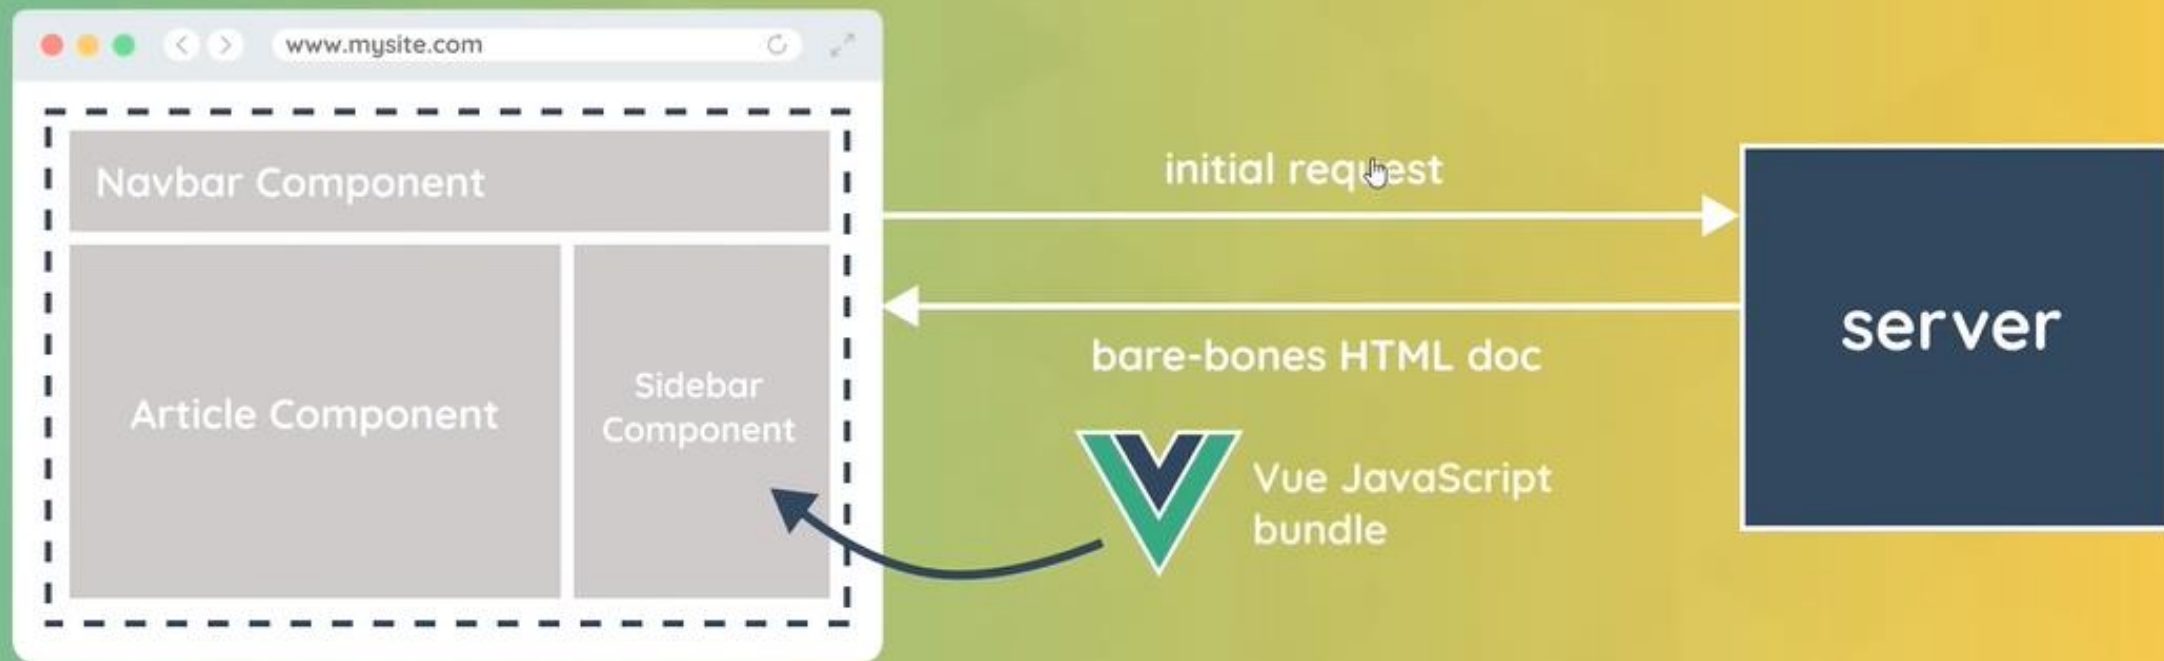 www.mysite.com
Navbar Component
Article Component
Sidebar
Component
initial request
bare-bones HTML doc
Vue JavaScript
bundle
server